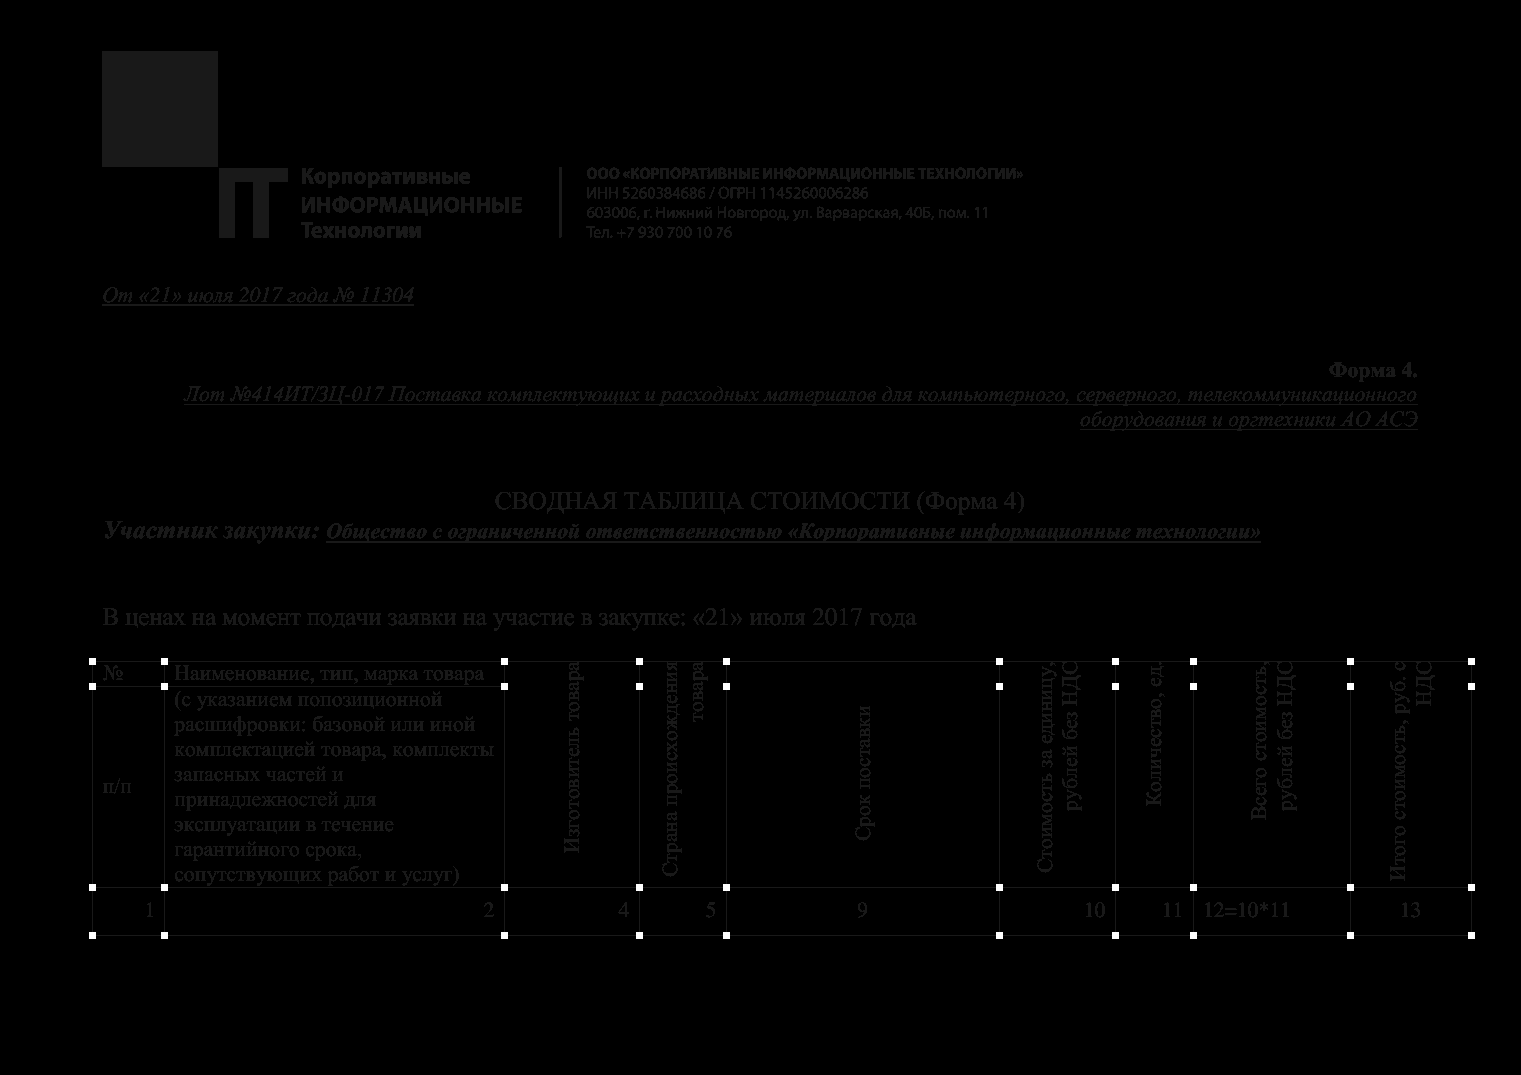 Корпоративные
ИНФОРМАЦИОННЫЕ
Технологии
ООО «КОРПОРАТИВНЫЕ ИНФОРМАЦИОННЫЕ ТЕХНОЛОГИИ»
ИНН 5260384686 / ОГРН 1145260006286
603006, г. Нижний Новгород, ул. Варварская, 40Б, пом. 11
Тел. +7 930 700 10 76
От «21» июля 2017 года № 11304
Форма 4.
Лот №414ИТ/ЗЦ-017 Поставка комплектующих и расходных материалов для компьютерного, серверного, телекоммуникационного
оборудования и оргтехники АО АСЭ
СВОДНАЯ ТАБЛИЦА СТОИМОСТИ (Форма 4)
Участник закупки: Общество с ограниченной ответственностью «Корпоративные информационные технологии»
В ценах на момент подачи заявки на участие в закупке: «21» июля 2017 года
№
п/п
Наименование, тип, марка товара
(с указанием попозиционной
расшифровки: базовой или иной
комплектацией товара, комплекты
запасных частей и
принадлежностей для
эксплуатации в течение
гарантийного срока,
сопутствующих работ и услуг)
Изготовитель товара
Страна происхождения
товара
Срок поставки
Стоимость за единицу,
рублей без НДС
Количество, ед.
Всего стоимость,
рублей без НДС
Итого стоимость, руб. с
НДС
1 2 4 5 9 10 11 12=10*11 13